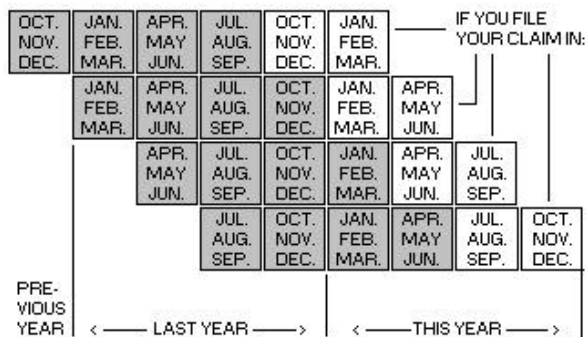 OCT. JAN. APR. JUL. OCT. JAN. IF YOU FILE
NOV. FEB. MAY AUG. NOV. FEB. YOUR CLAIM IN:
DEC. MAR. JUN. SEP. DEC. MAR.
JAN. APR. JUL. OCT. JAN. APR.
FEB. MAY AUG. NOV. FEB. MAY
MAR. JUN. SEP. DEC. MAR. JUN.
APR. JUL. OCT. JAN. APR. JUL.
MAY AUG. NOV. FEB. MAY AUG.
JUN. SEP. DEC. MAR. JUN. SEP.
JUL. OCT. JAN. APR. JUL. OCT.
AUG. NOV. FEB. MAY AUG. NOV.
SEP. DEC. MAR. JUN. SEP. DEC.
PRE-
VIOUS
YEAR LAST YEAR THIS YEAR